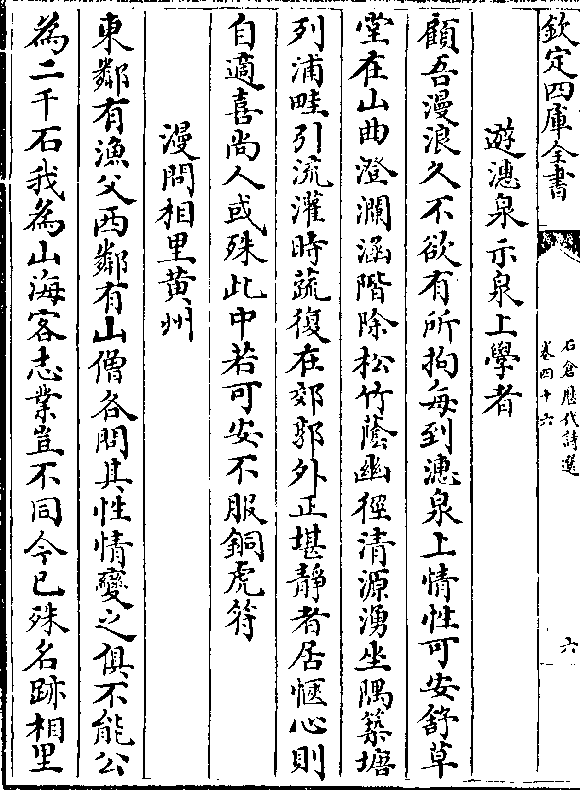 欽定四庫全書
石倉歷代詩選
卷四十六
六
遊漶泉示泉上學者
顧吾漫浪久不欲有所拘每到漶泉上情性可安舒草
堂在山曲澄瀾涵階除松竹蔭幽徑清源湧坐隅築塘
列浦畦引流灌時蔬復在郊郭外正堪靜者居愜心則
自適喜尚人或殊此中若可安不服銅虎符
漫問相里黄州
東鄰有漁父西鄰有山僧各問其性情變之俱不能公
為二千石我為山海客志業豈不同今已殊名跡相里